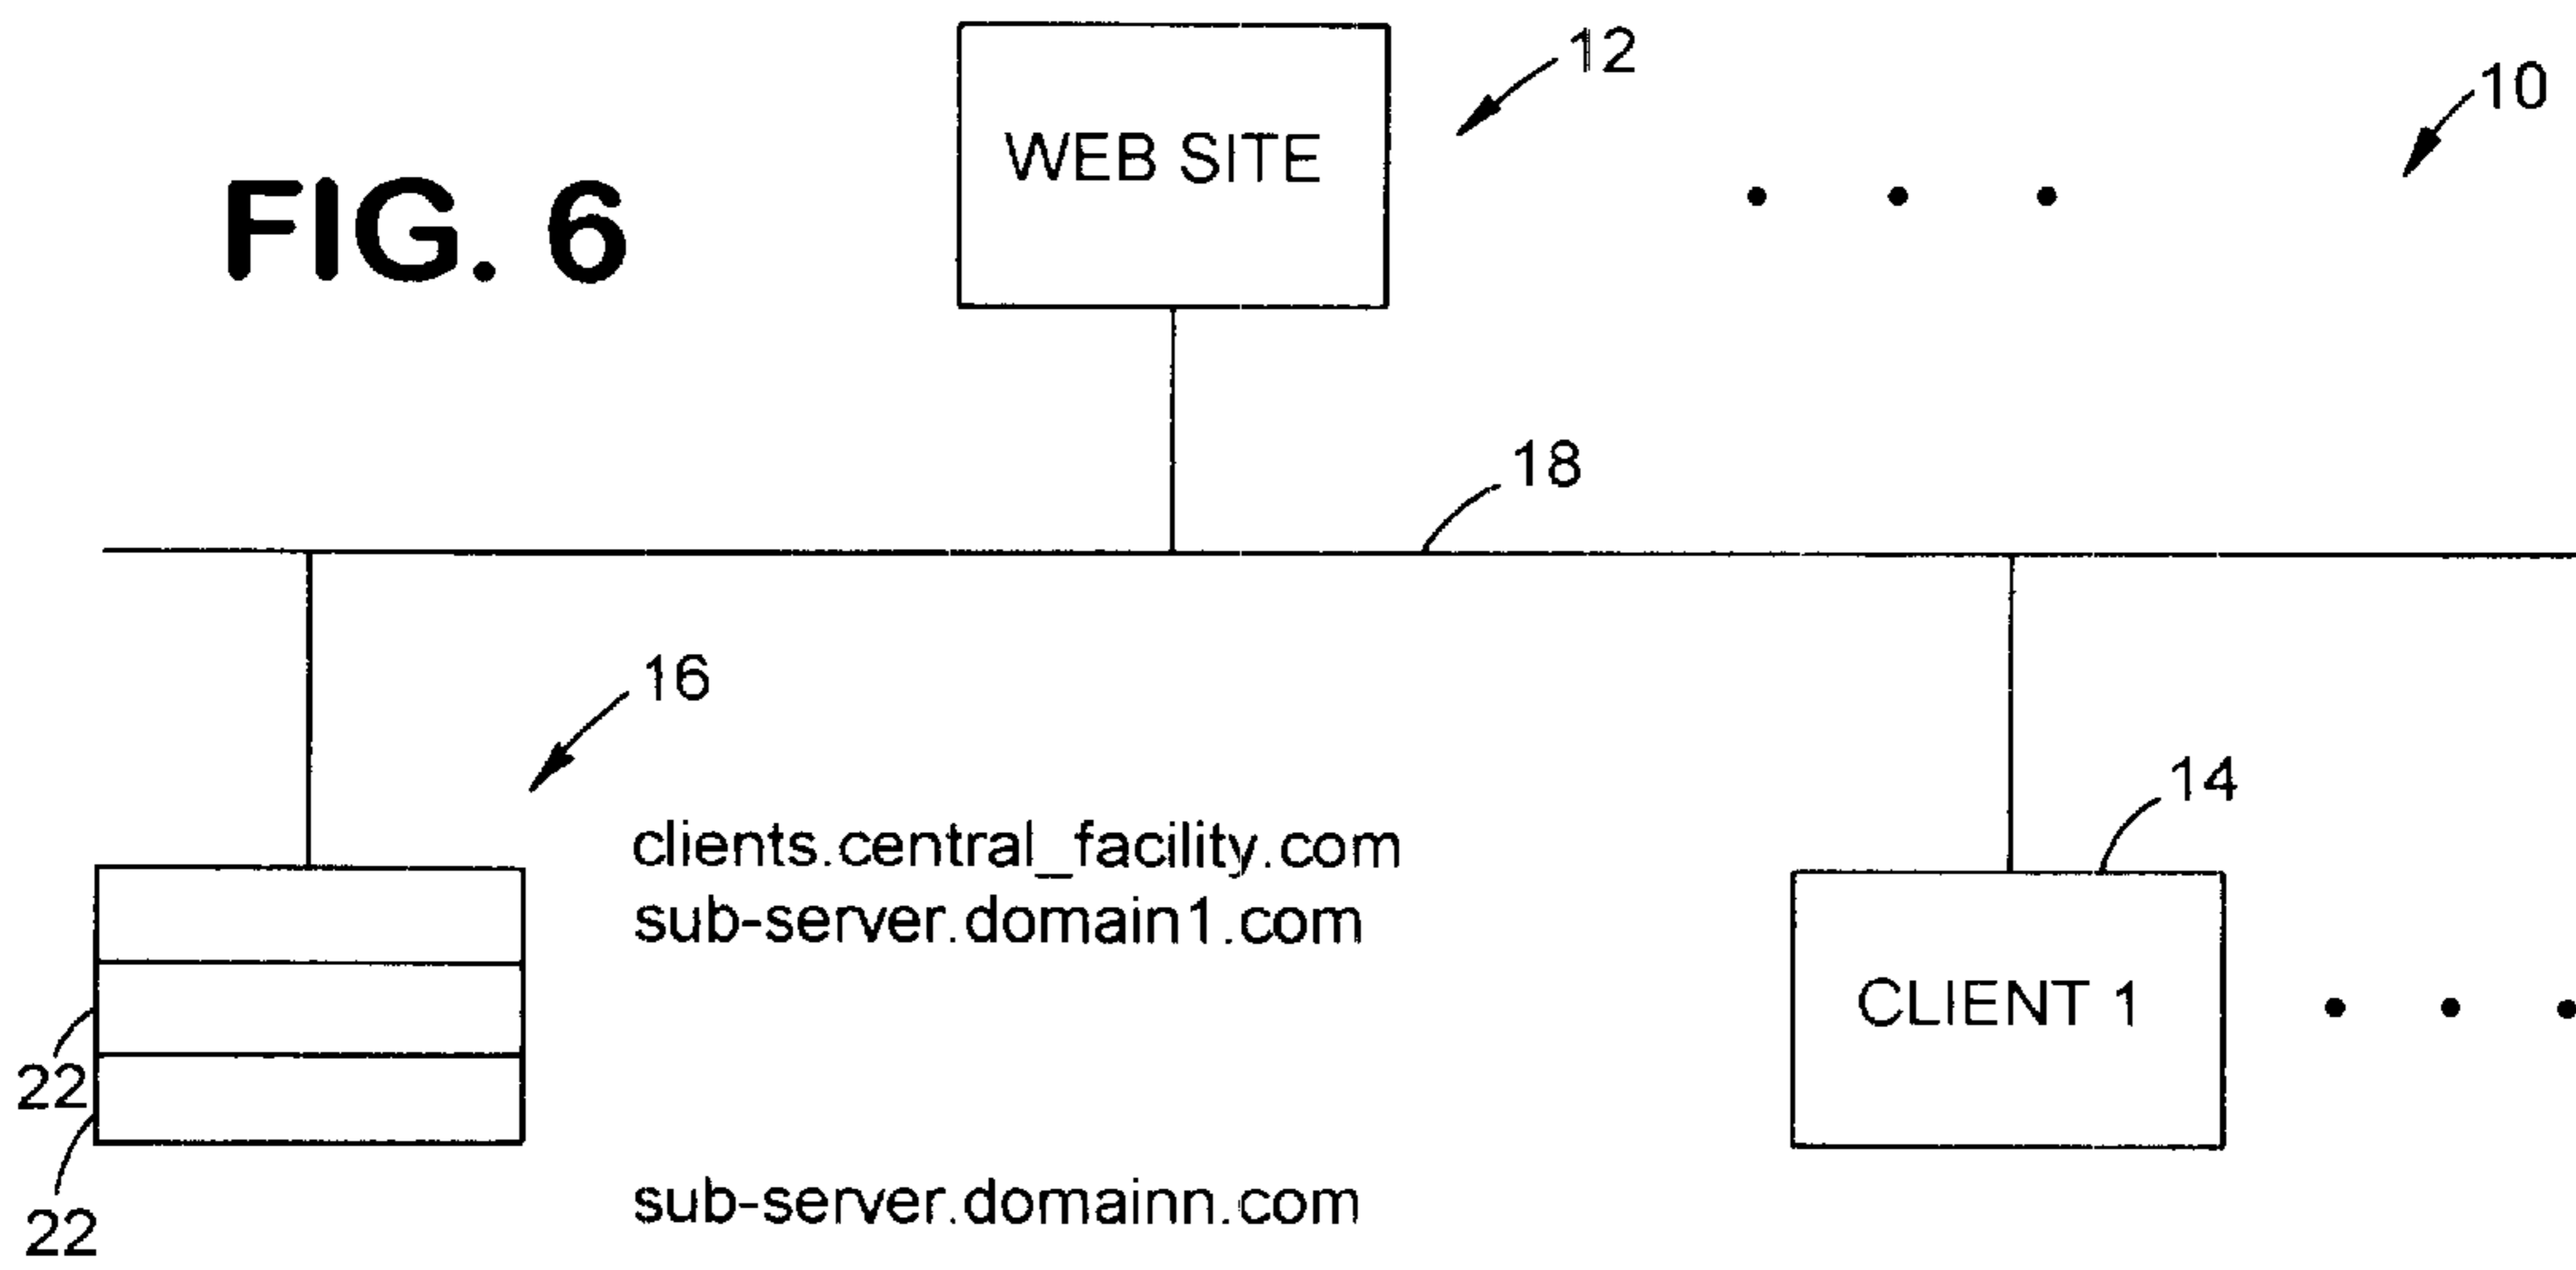 FIG. 6
WEB SITE
12
10
18
16
14
clients.central_facility.com
sub-server.domain1.com
CLIENT 1
22
22
sub-server.domainn.com